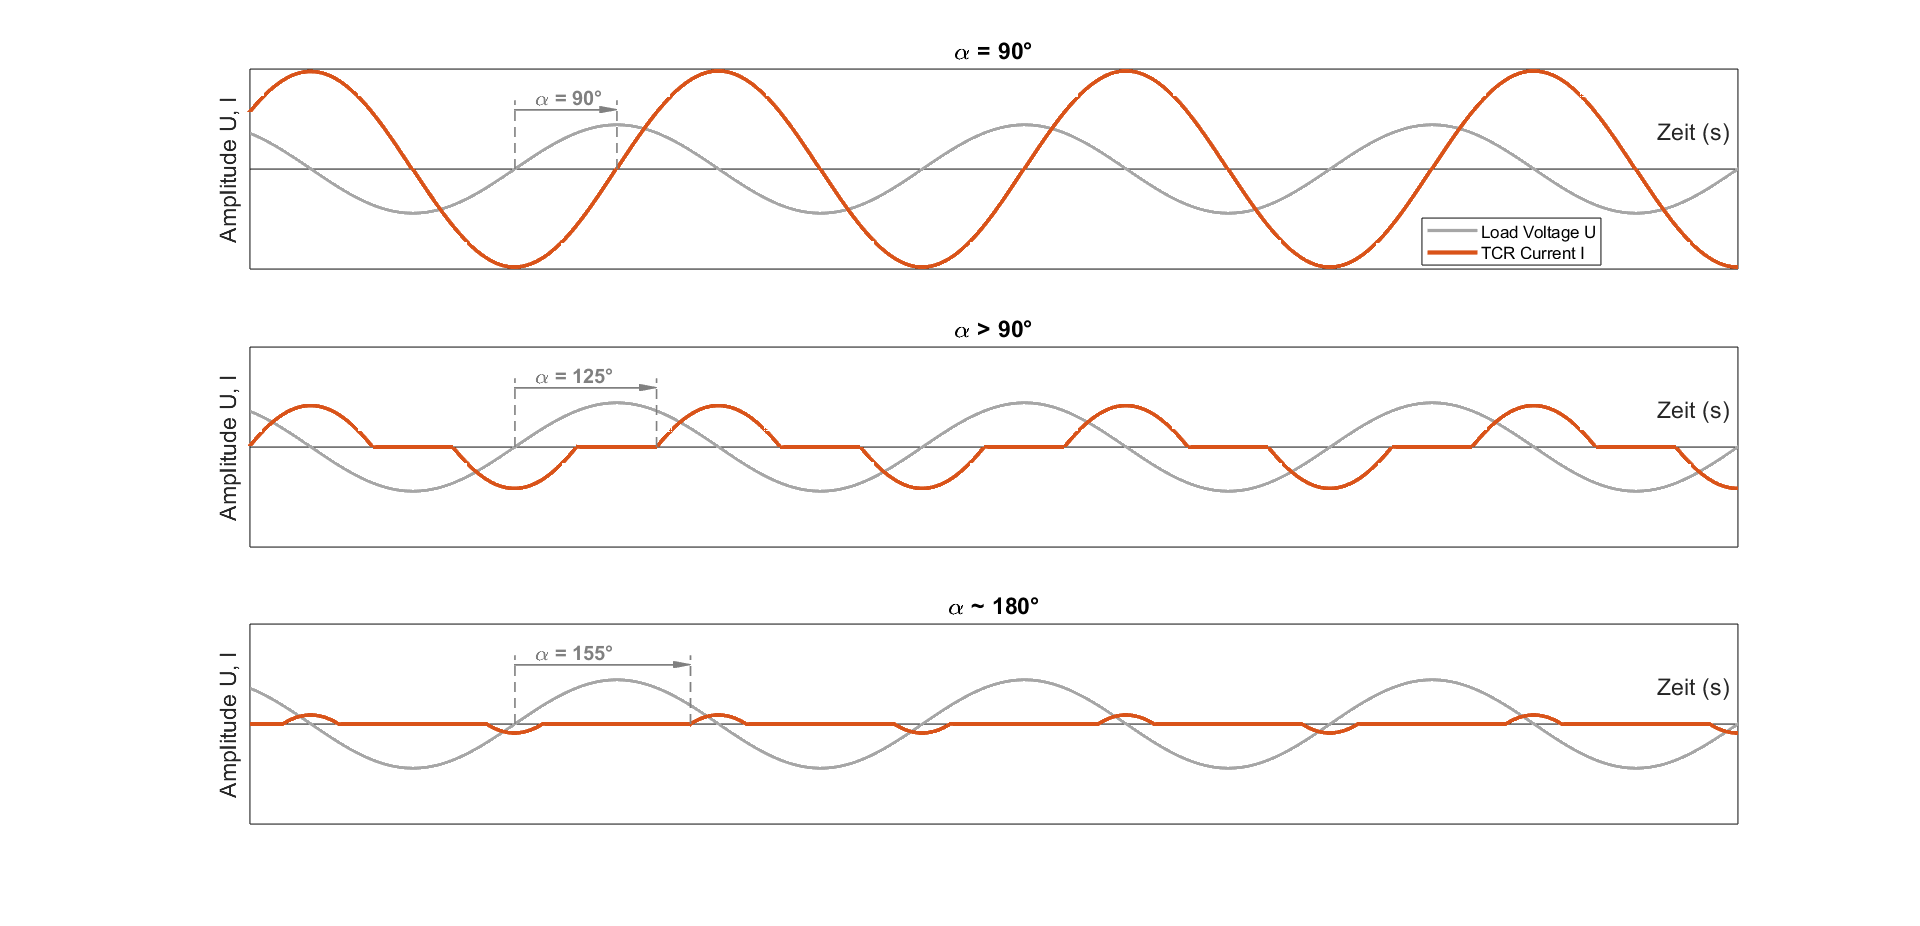 α = 90°
Amplitude U, I
α = 90°
Zeit (s)
Load Voltage U
TCR Current I
α > 90°
Amplitude U, I
α = 125°
Zeit (s)
α ~ 180°
Amplitude U, I
α = 155°
Zeit (s)